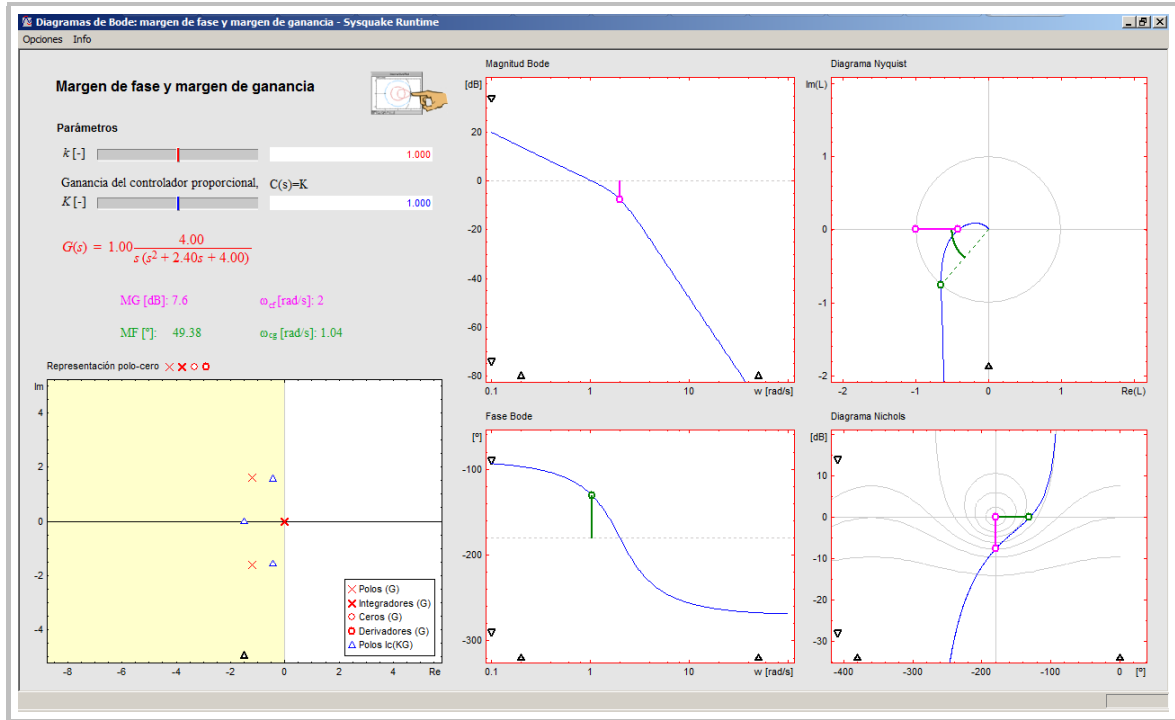 Diagramas de Bode: margen de fase y margen de ganancia - Sysquake Runtime
Opciones Info
Margen de fase y margen de ganancia
Parámetros
k [-] 1.000
Ganancia del controlador proporcional, C(s)=K
K [-] 1.000
G(s) = 1.00 4.00 / s (s² + 2.40s + 4.00)
MG [dB]: 7.6 ω_cf [rad/s]: 2
MF [º]: 49.38 ω_cg [rad/s]: 1.04
Representación polo-cero
Im
4
2
0
-2
-4
-8 -6 -4 -2 0 2 4 Re
Polos (G)
Integradores (G)
Ceros (G)
Derivadores (G)
Polos lc(KG)
Magnitud Bode
[dB]
20
0
-20
-40
-60
-80
0.1 1 10 w [rad/s]
Fase Bode
[º]
-100
-200
-300
0.1 1 10 w [rad/s]
Diagrama Nyquist
Im(L)
1
0
-1
-2
-2 -1 0 1 Re(L)
Diagrama Nichols
[dB]
10
0
-10
-20
-30
-400 -300 -200 -100 0 [º]